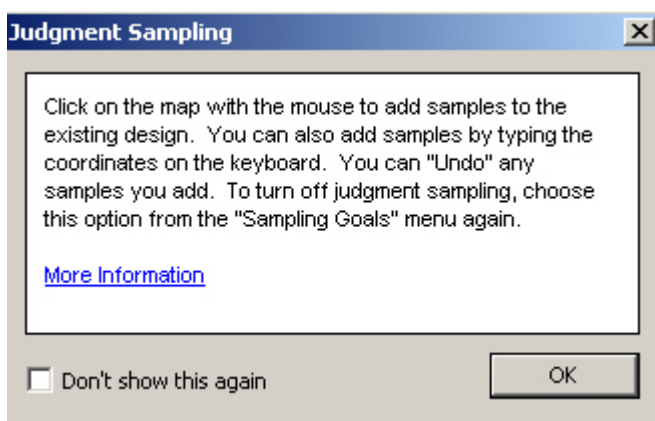 Judgment Sampling
Click on the map with the mouse to add samples to the
existing design. You can also add samples by typing the
coordinates on the keyboard. You can "Undo" any
samples you add. To turn off judgment sampling, choose
this option from the "Sampling Goals" menu again.
More Information
Don't show this again
OK